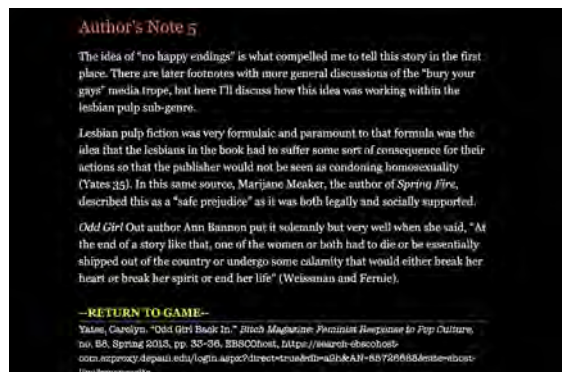 Author's Note 5
The idea of "no happy endings" is what compelled me to tell this story in the first
place. There are later footnotes with more general discussions of the "bury your
gays" media trope, but here I'll discuss how this idea was working within the
lesbian pulp sub-genre.
Lesbian pulp fiction was very formulaic and paramount to that formula was the
idea that the lesbians in the book had to suffer some sort of consequence for their
actions so that the publisher would not be seen as condoning homosexuality
(Yates 35). In this same source, Marijane Meaker, the author of Spring Fire,
described this as a "safe prejudice" as it was both legally and socially supported.
Odd Girl Out author Ann Bannon put it solemnly but very well when she said, "At
the end of a story like that, one of the women or both had to die or be essentially
shipped out of the country or undergo some calamity that would either break her
heart or break her spirit or end her life" (Weissman and Fernie).
--RETURN TO GAME--
Yates, Carolyn. "Odd Girl Back In." Bitch Magazine: Feminist Response to Pop Culture,
no. 58, Spring 2013, pp. 33–36. EBSCOhost, https://search-ebscohost-